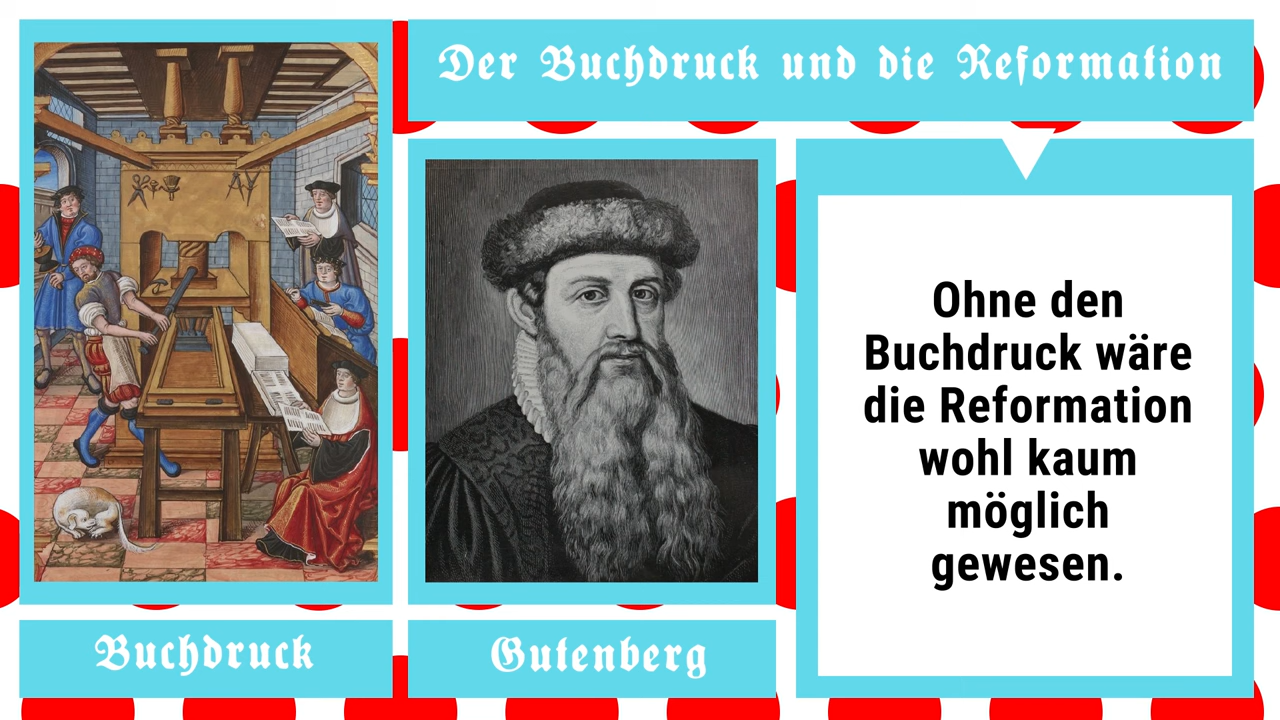 Der Buchdruck und die Reformation
Ohne den
Buchdruck wäre
die Reformation
wohl kaum
möglich
gewesen.
Buchdruck
Gutenberg